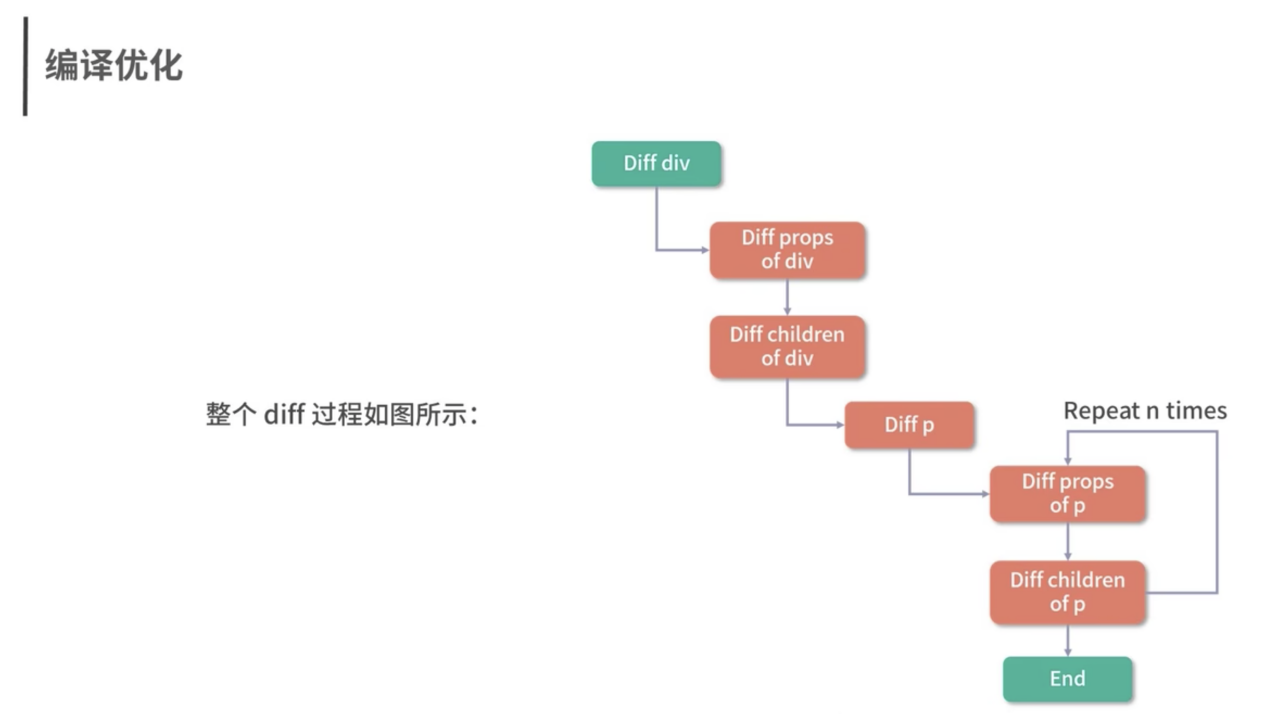 编译优化
Diff div
Diff props
of div
Diff children
of div
整个 diff 过程如图所示：
Diff p
Repeat n times
Diff props
of p
Diff children
of p
End